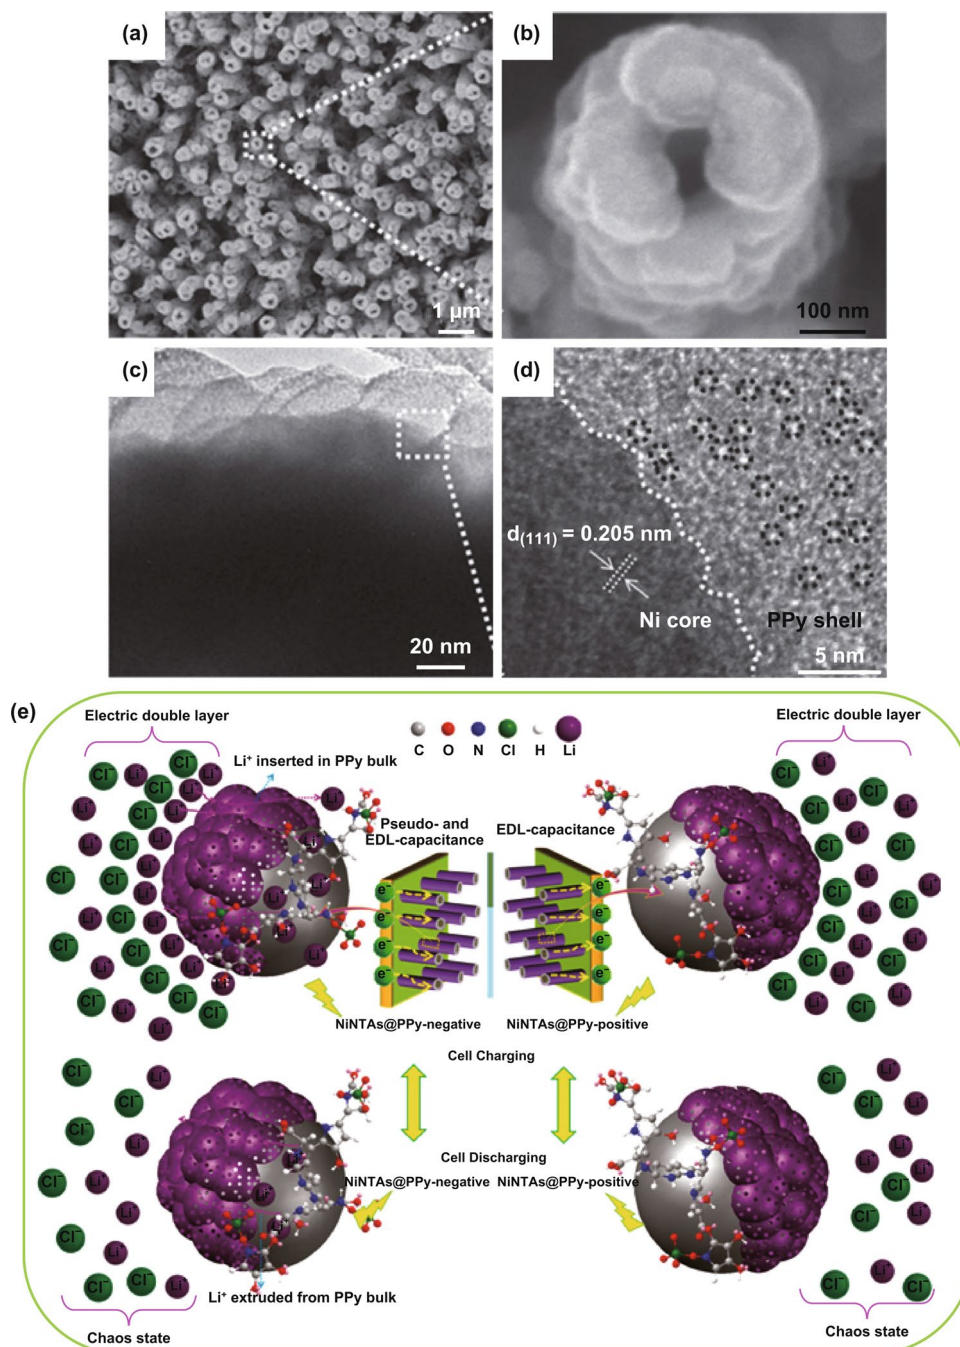 (a)
1 µm
(b)
100 nm
(c)
20 nm
(d)
d(111) = 0.205 nm
Ni core
PPy shell
5 nm
(e)
Electric double layer
Li⁺ inserted in PPy bulk
C O N Cl H Li
Electric double layer
Pseudo- and
EDL-capacitance
EDL-capacitance
Cl⁻
Li⁺
e⁻
e⁻
e⁻
e⁻
e⁻
e⁻
e⁻
e⁻
NiNTAs@PPy-negative
NiNTAs@PPy-positive
Cell Charging
Cell Discharging
NiNTAs@PPy-negative
NiNTAs@PPy-positive
Li⁺ extruded from PPy bulk
Chaos state
Chaos state